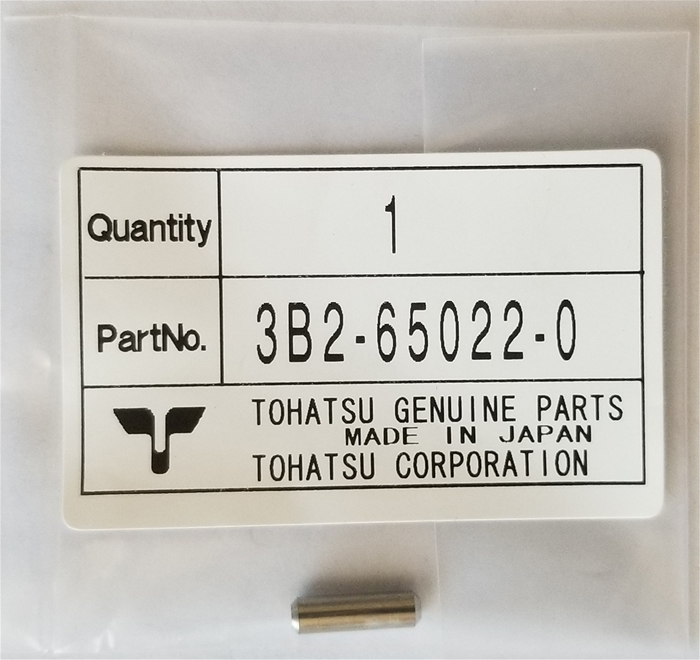 Quantity 1
PartNo. 3B2-65022-0
TOHATSU GENUINE PARTS
MADE IN JAPAN
TOHATSU CORPORATION